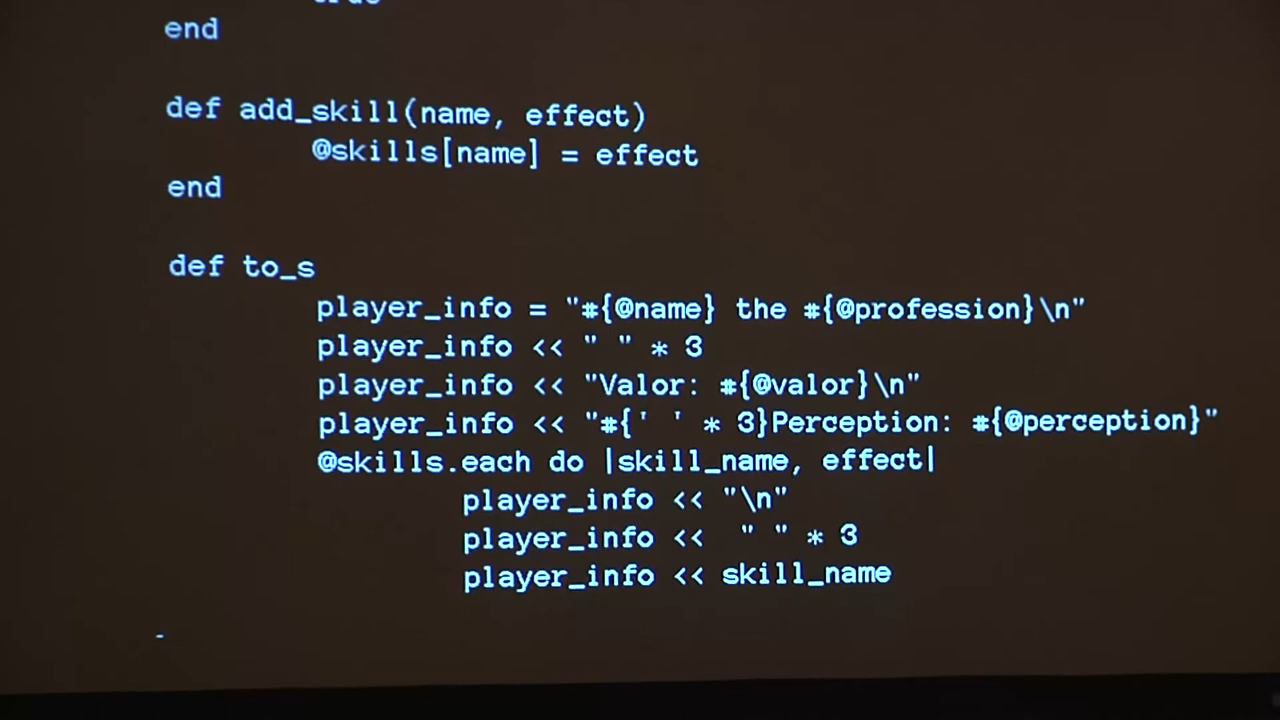 true
end
def add_skill(name, effect)
@skills[name] = effect
end
def to_s
player_info = "#{@name} the #{@profession}\n"
player_info << " " * 3
player_info << "Valor: #{@valor}\n"
player_info << "#{' ' * 3}Perception: #{@perception}"
@skills.each do |skill_name, effect|
player_info << "\n"
player_info <<  " " * 3
player_info << skill_name